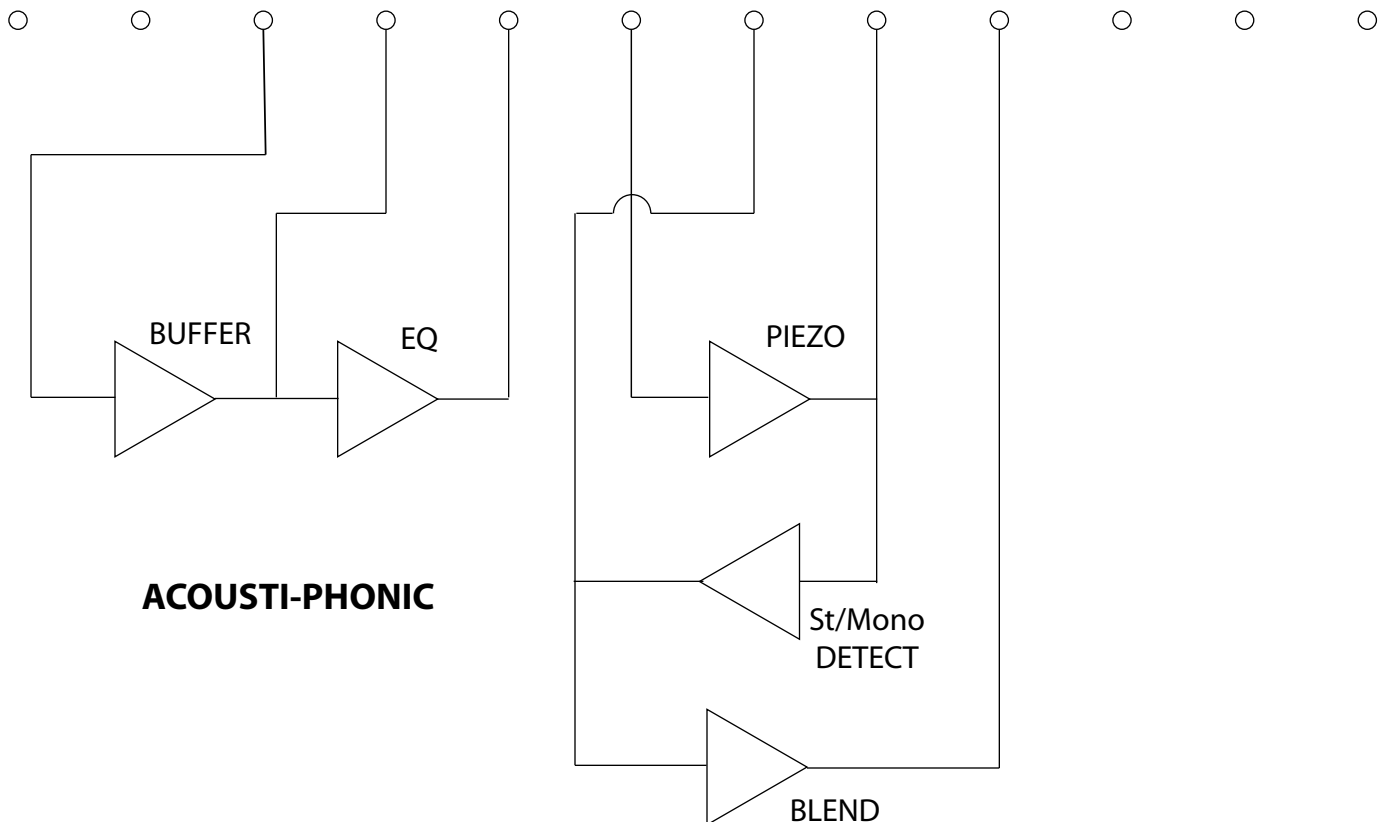 BUFFER
EQ
PIEZO
ACOUSTI-PHONIC
St/Mono
DETECT
BLEND